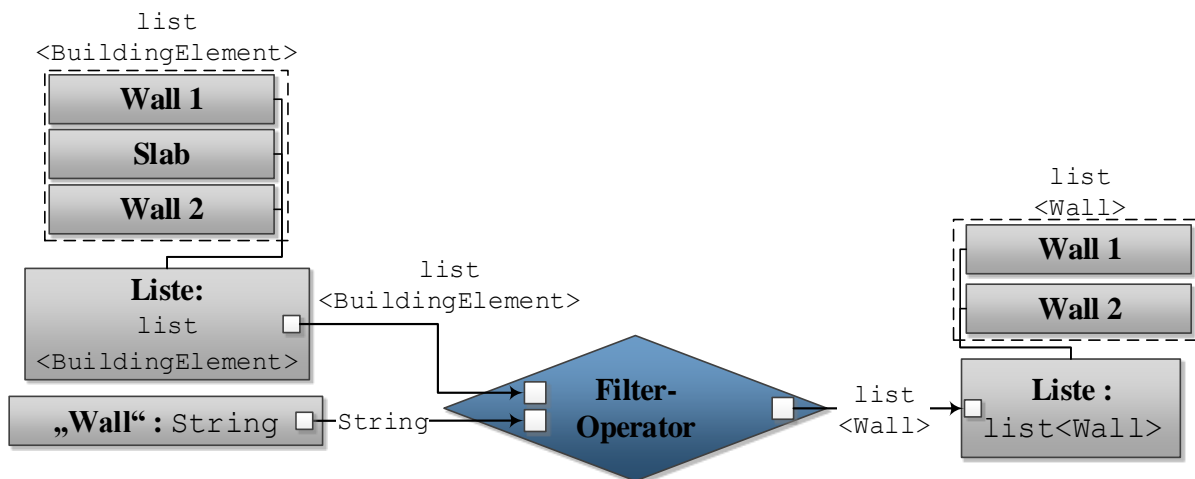 list
<BuildingElement>
Wall 1
Slab
Wall 2
Liste:
list
<BuildingElement>
list
<BuildingElement>
„Wall“ : String
String
Filter-
Operator
list
<Wall>
list
<Wall>
Wall 1
Wall 2
Liste :
list<Wall>